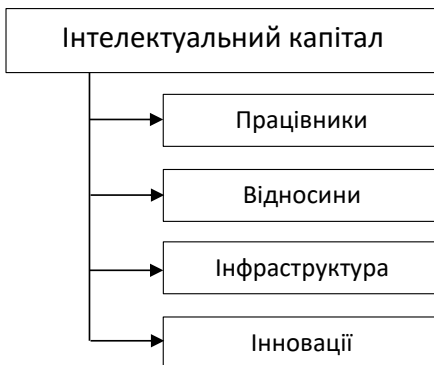 Інтелектуальний капітал
Працівники
Відносини
Інфраструктура
Інновації